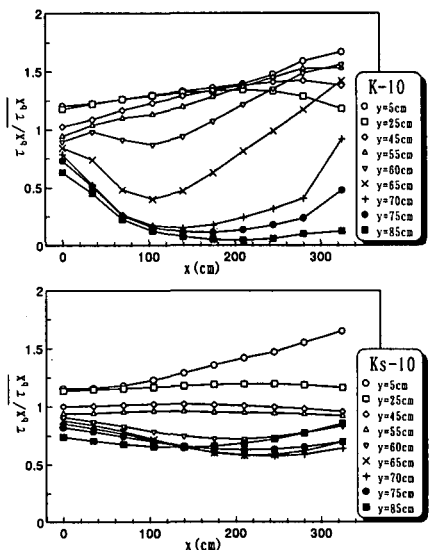 2
1.5
1
0.5
0
τbx/τbx
0 100 200 300
x(cm)
K-10
y=5cm
y=25cm
y=45cm
y=55cm
y=60cm
y=65cm
y=70cm
y=75cm
y=85cm
2
1.5
1
0.5
0
τbx/τbx
0 100 200 300
x(cm)
Ks-10
y=5cm
y=25cm
y=45cm
y=55cm
y=60cm
y=65cm
y=70cm
y=75cm
y=85cm